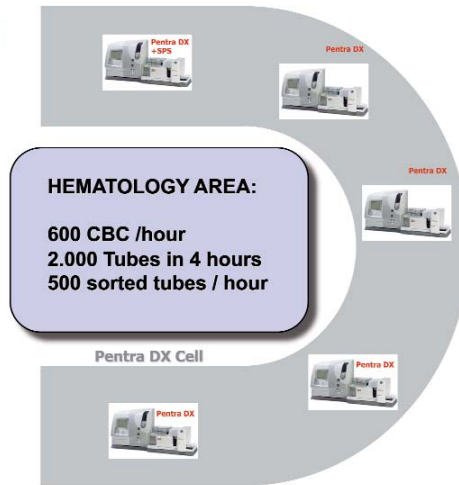 Pentra DX
+SPS
Pentra DX
Pentra DX
HEMATOLOGY AREA:
600 CBC /hour
2.000 Tubes in 4 hours
500 sorted tubes / hour
Pentra DX Cell
Pentra DX
Pentra DX